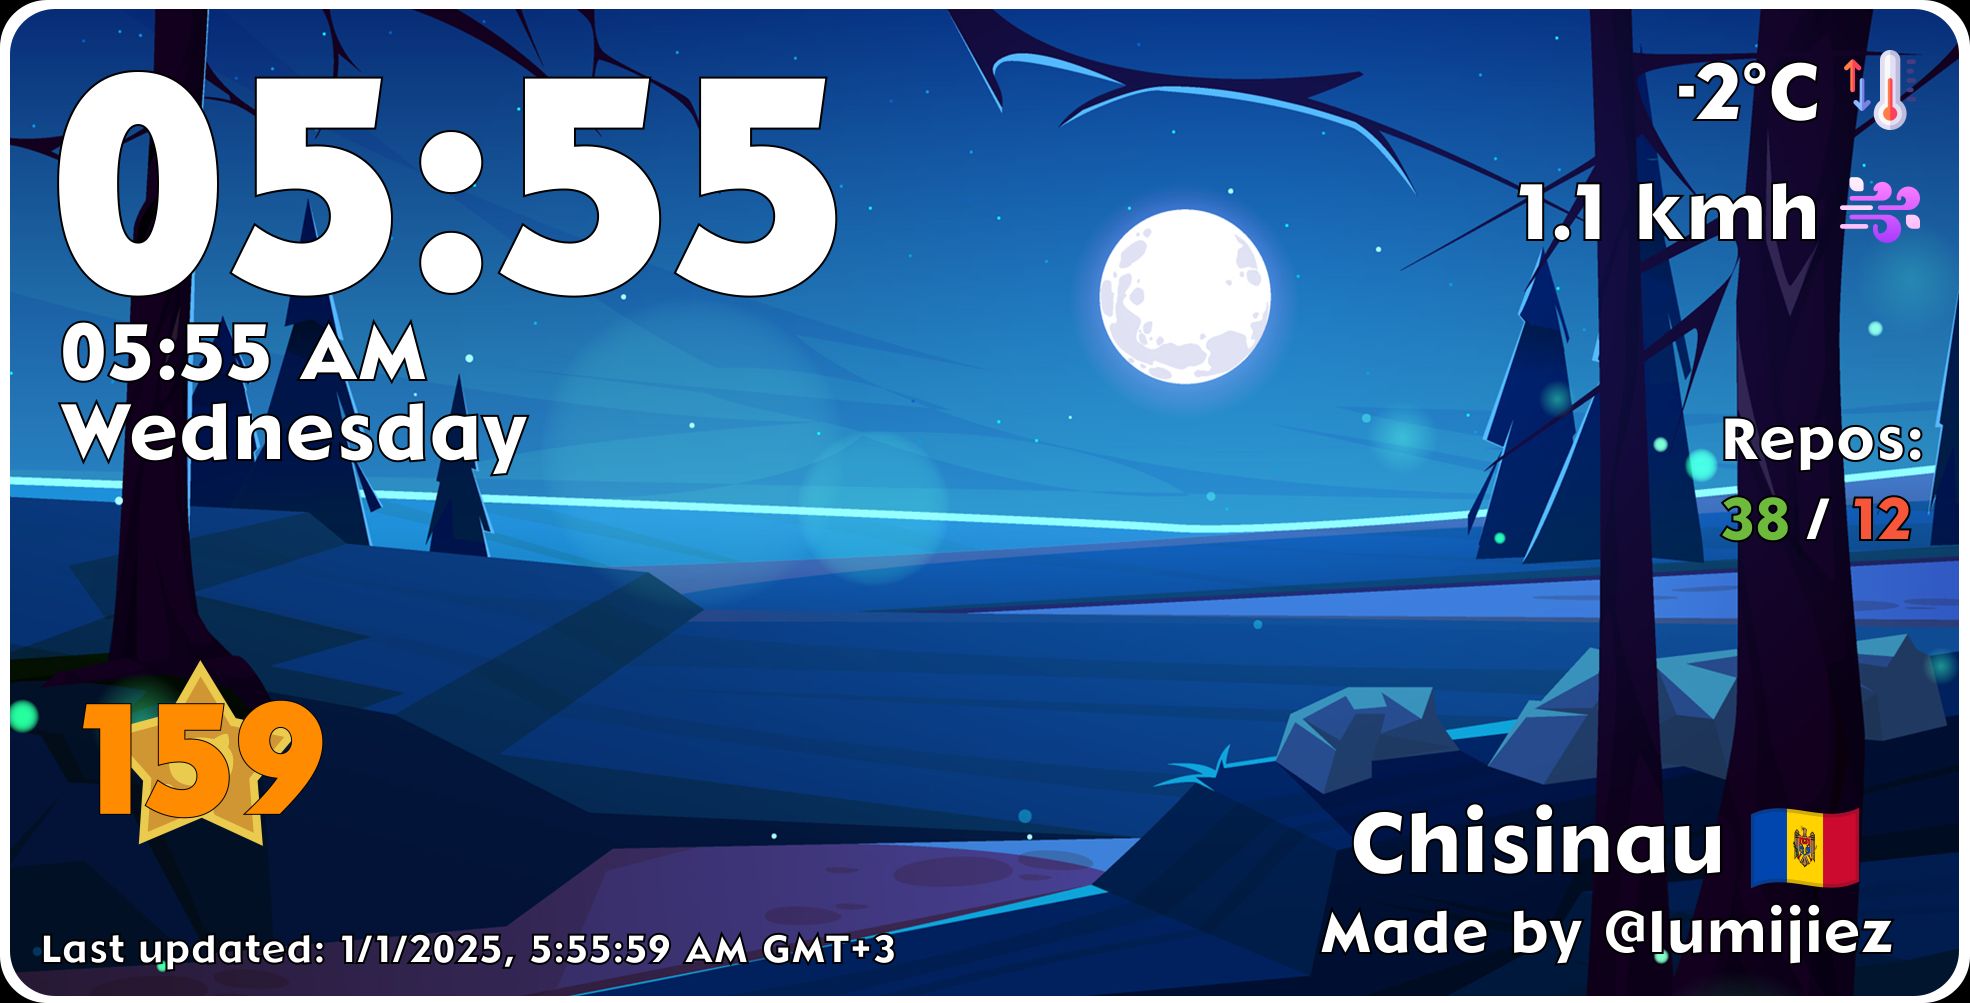 05:55
05:55 AM
Wednesday
-2°C
1.1 kmh
Repos:
38 / 12
159
Chisinau
Made by @lumijiez
Last updated: 1/1/2025, 5:55:59 AM GMT+3